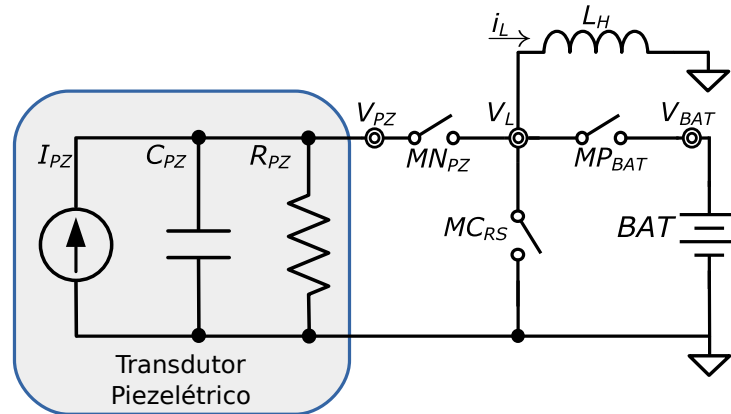 i_L
L_H
V_PZ
V_L
V_BAT
I_PZ
C_PZ
R_PZ
MN_PZ
MP_BAT
MC_RS
BAT
Transdutor
Piezelétrico